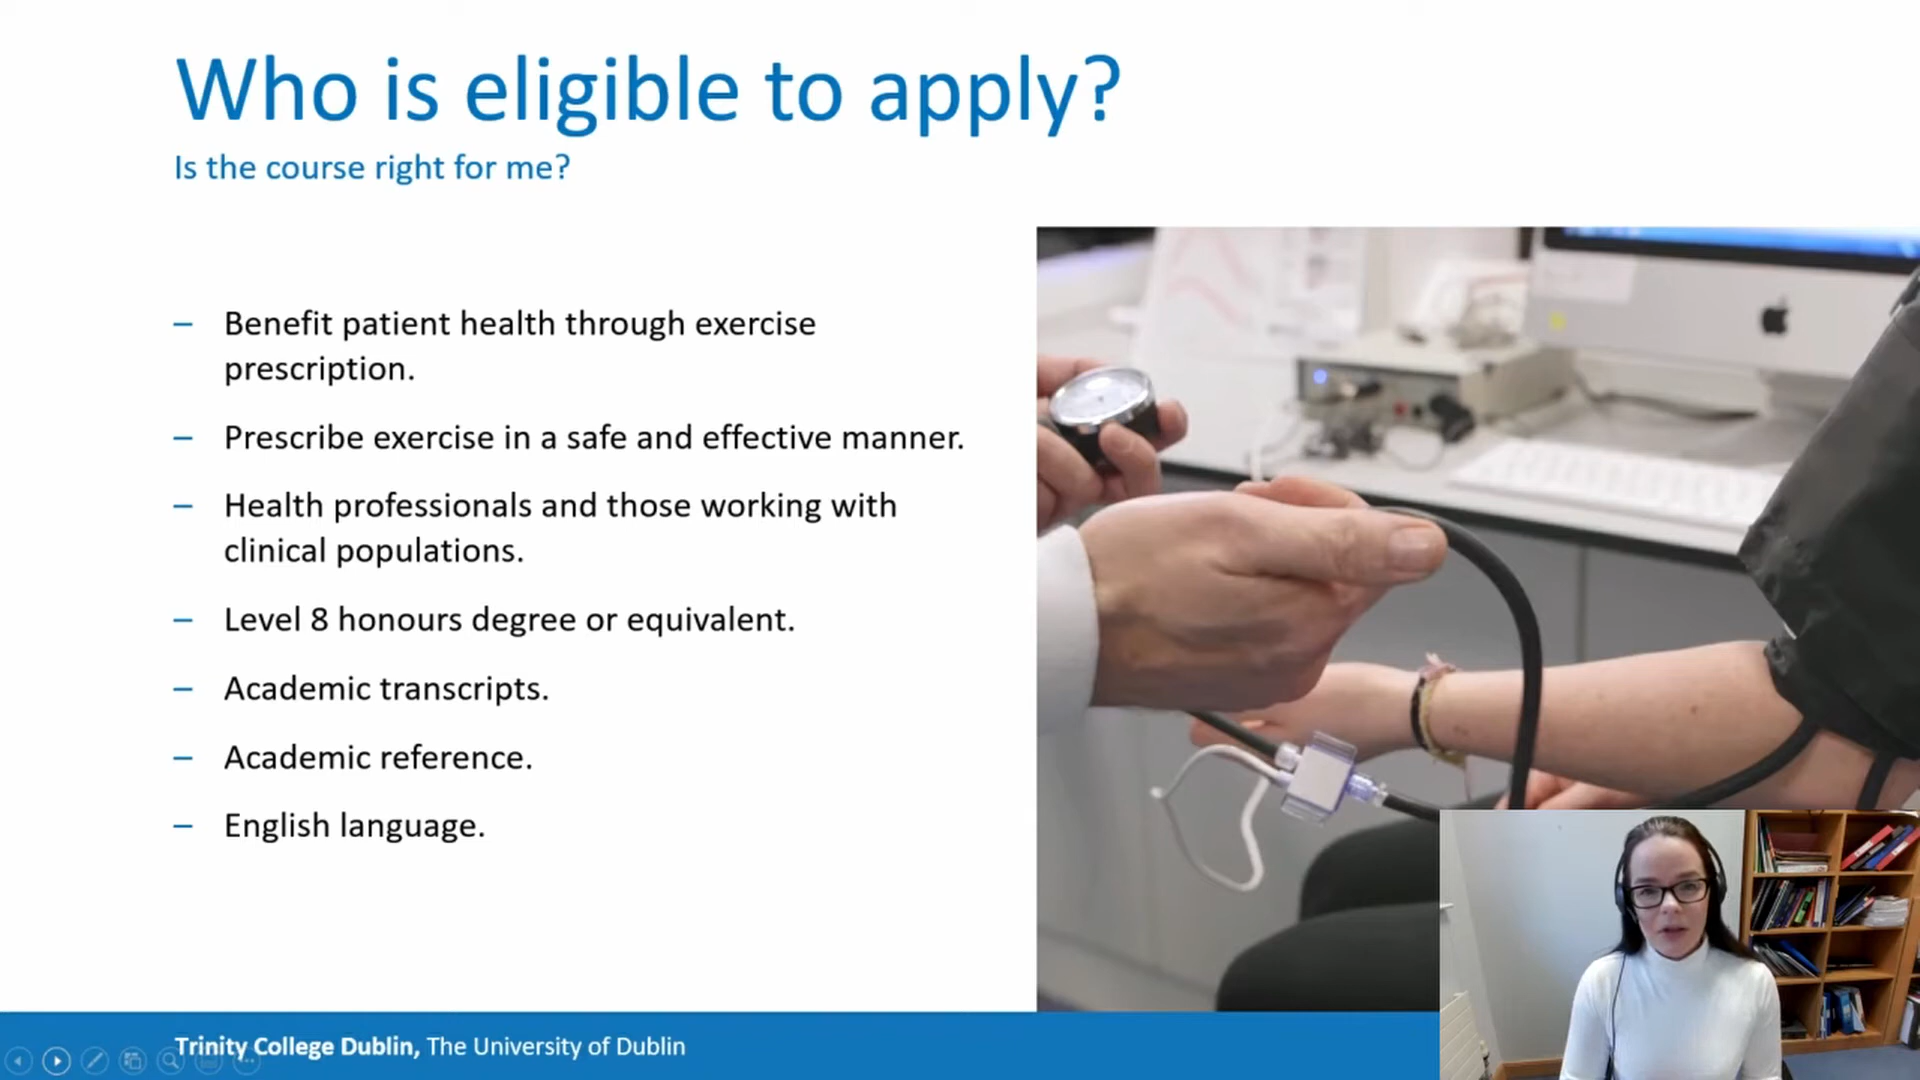 Who is eligible to apply?
Is the course right for me?
– Benefit patient health through exercise
prescription.
– Prescribe exercise in a safe and effective manner.
– Health professionals and those working with
clinical populations.
– Level 8 honours degree or equivalent.
– Academic transcripts.
– Academic reference.
– English language.
Trinity College Dublin, The University of Dublin